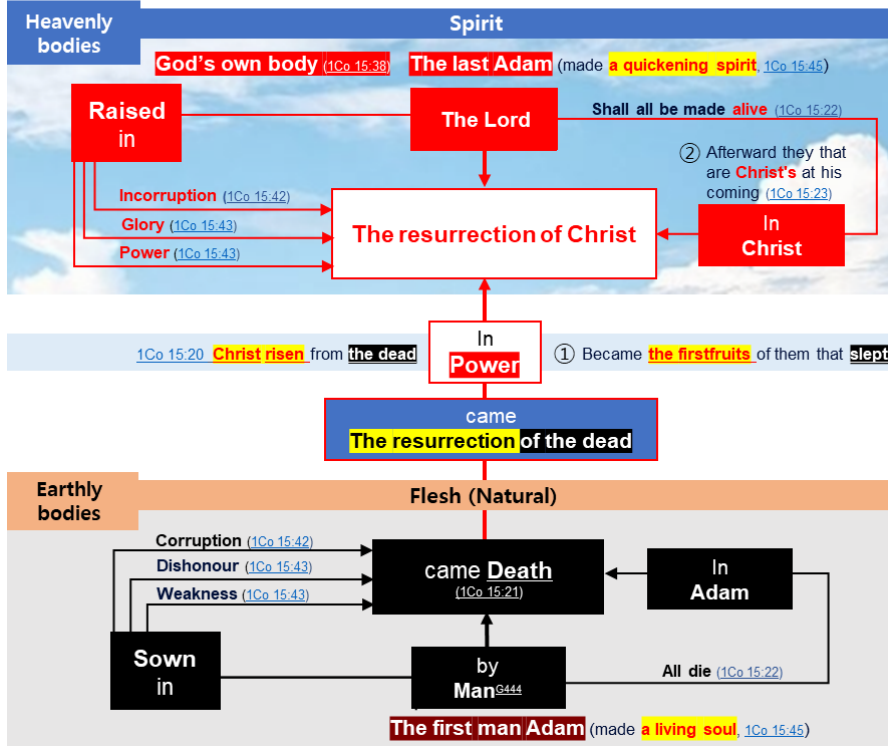 Heavenly
bodies
Spirit
God's own body (1Co 15:38) The last Adam (made a quickening spirit, 1Co 15:45)
Raised
in
The Lord
Shall all be made alive (1Co 15:22)
② Afterward they that
are Christ's at his
coming (1Co 15:23)
Incorruption (1Co 15:42)
Glory (1Co 15:43)
Power (1Co 15:43)
The resurrection of Christ
In
Christ
1Co 15:20 Christ risen from the dead
In
Power
① Became the firstfruits of them that slept
came
The resurrection of the dead
Earthly
bodies
Flesh (Natural)
Corruption (1Co 15:42)
Dishonour (1Co 15:43)
Weakness (1Co 15:43)
came Death
(1Co 15:21)
In
Adam
Sown
in
by
Man G444
All die (1Co 15:22)
The first man Adam (made a living soul, 1Co 15:45)